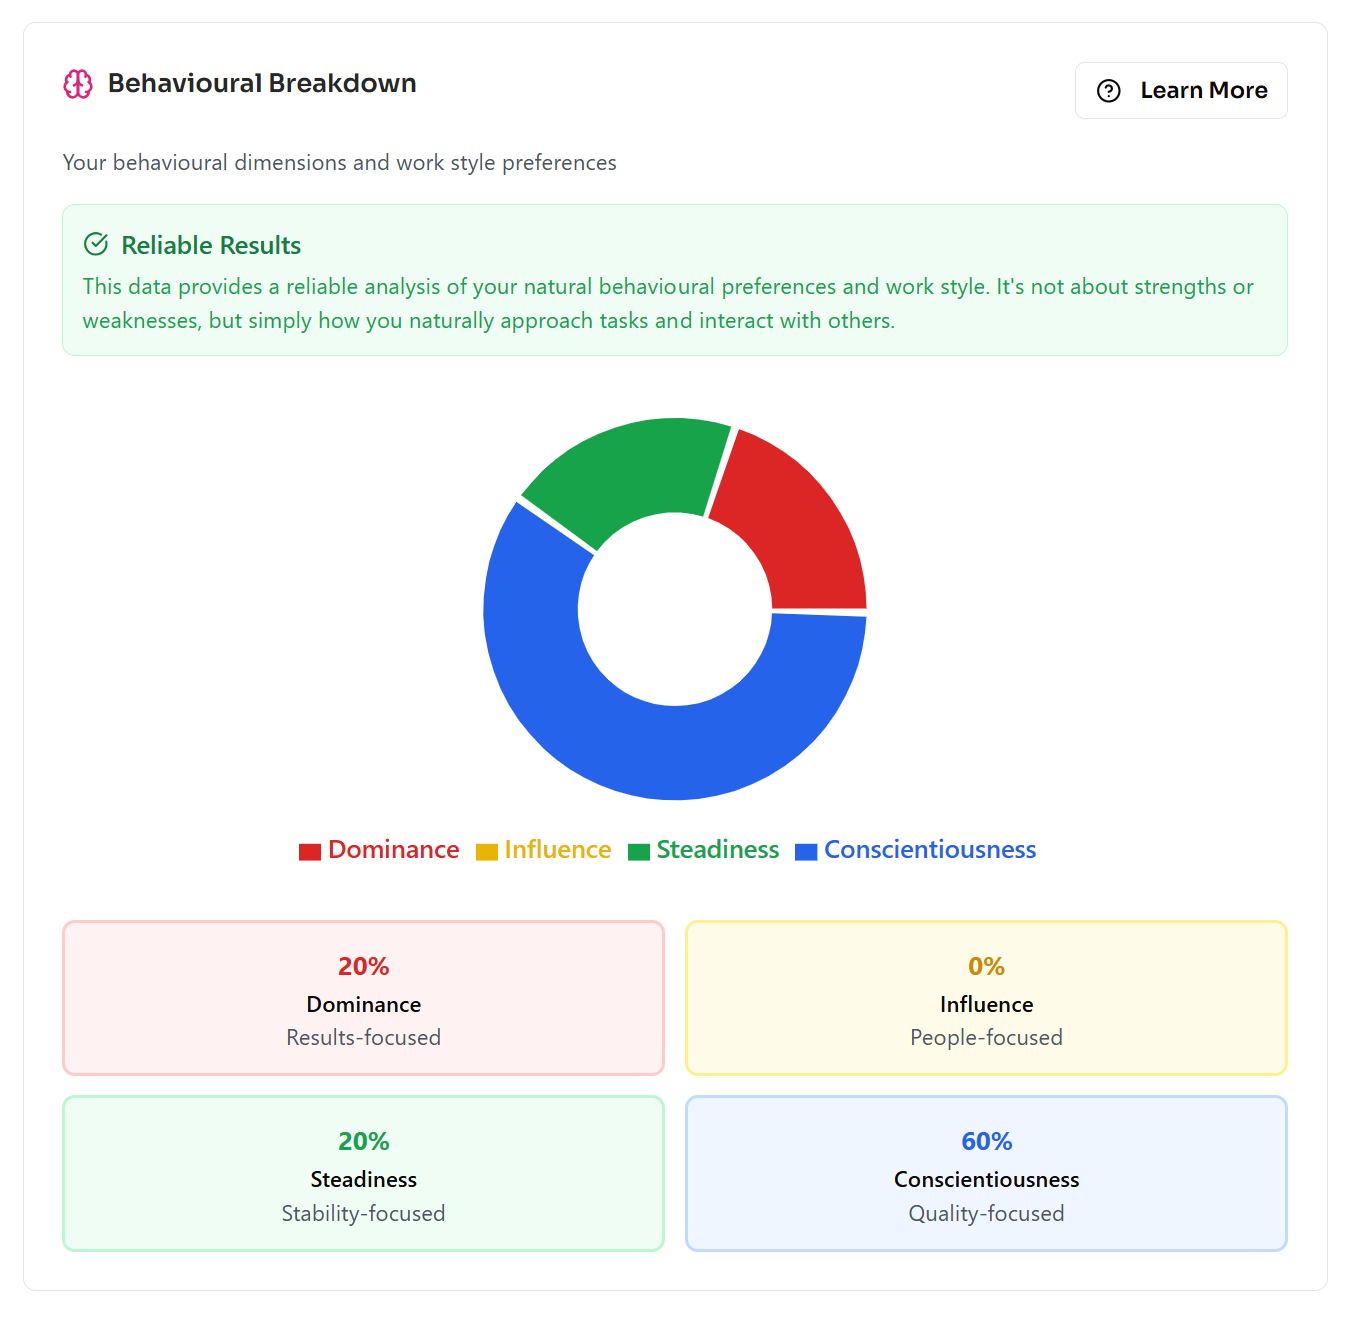 Behavioural Breakdown
Learn More
Your behavioural dimensions and work style preferences
Reliable Results
This data provides a reliable analysis of your natural behavioural preferences and work style. It's not about strengths or
weaknesses, but simply how you naturally approach tasks and interact with others.
Dominance Influence Steadiness Conscientiousness
20%
Dominance
Results-focused
0%
Influence
People-focused
20%
Steadiness
Stability-focused
60%
Conscientiousness
Quality-focused